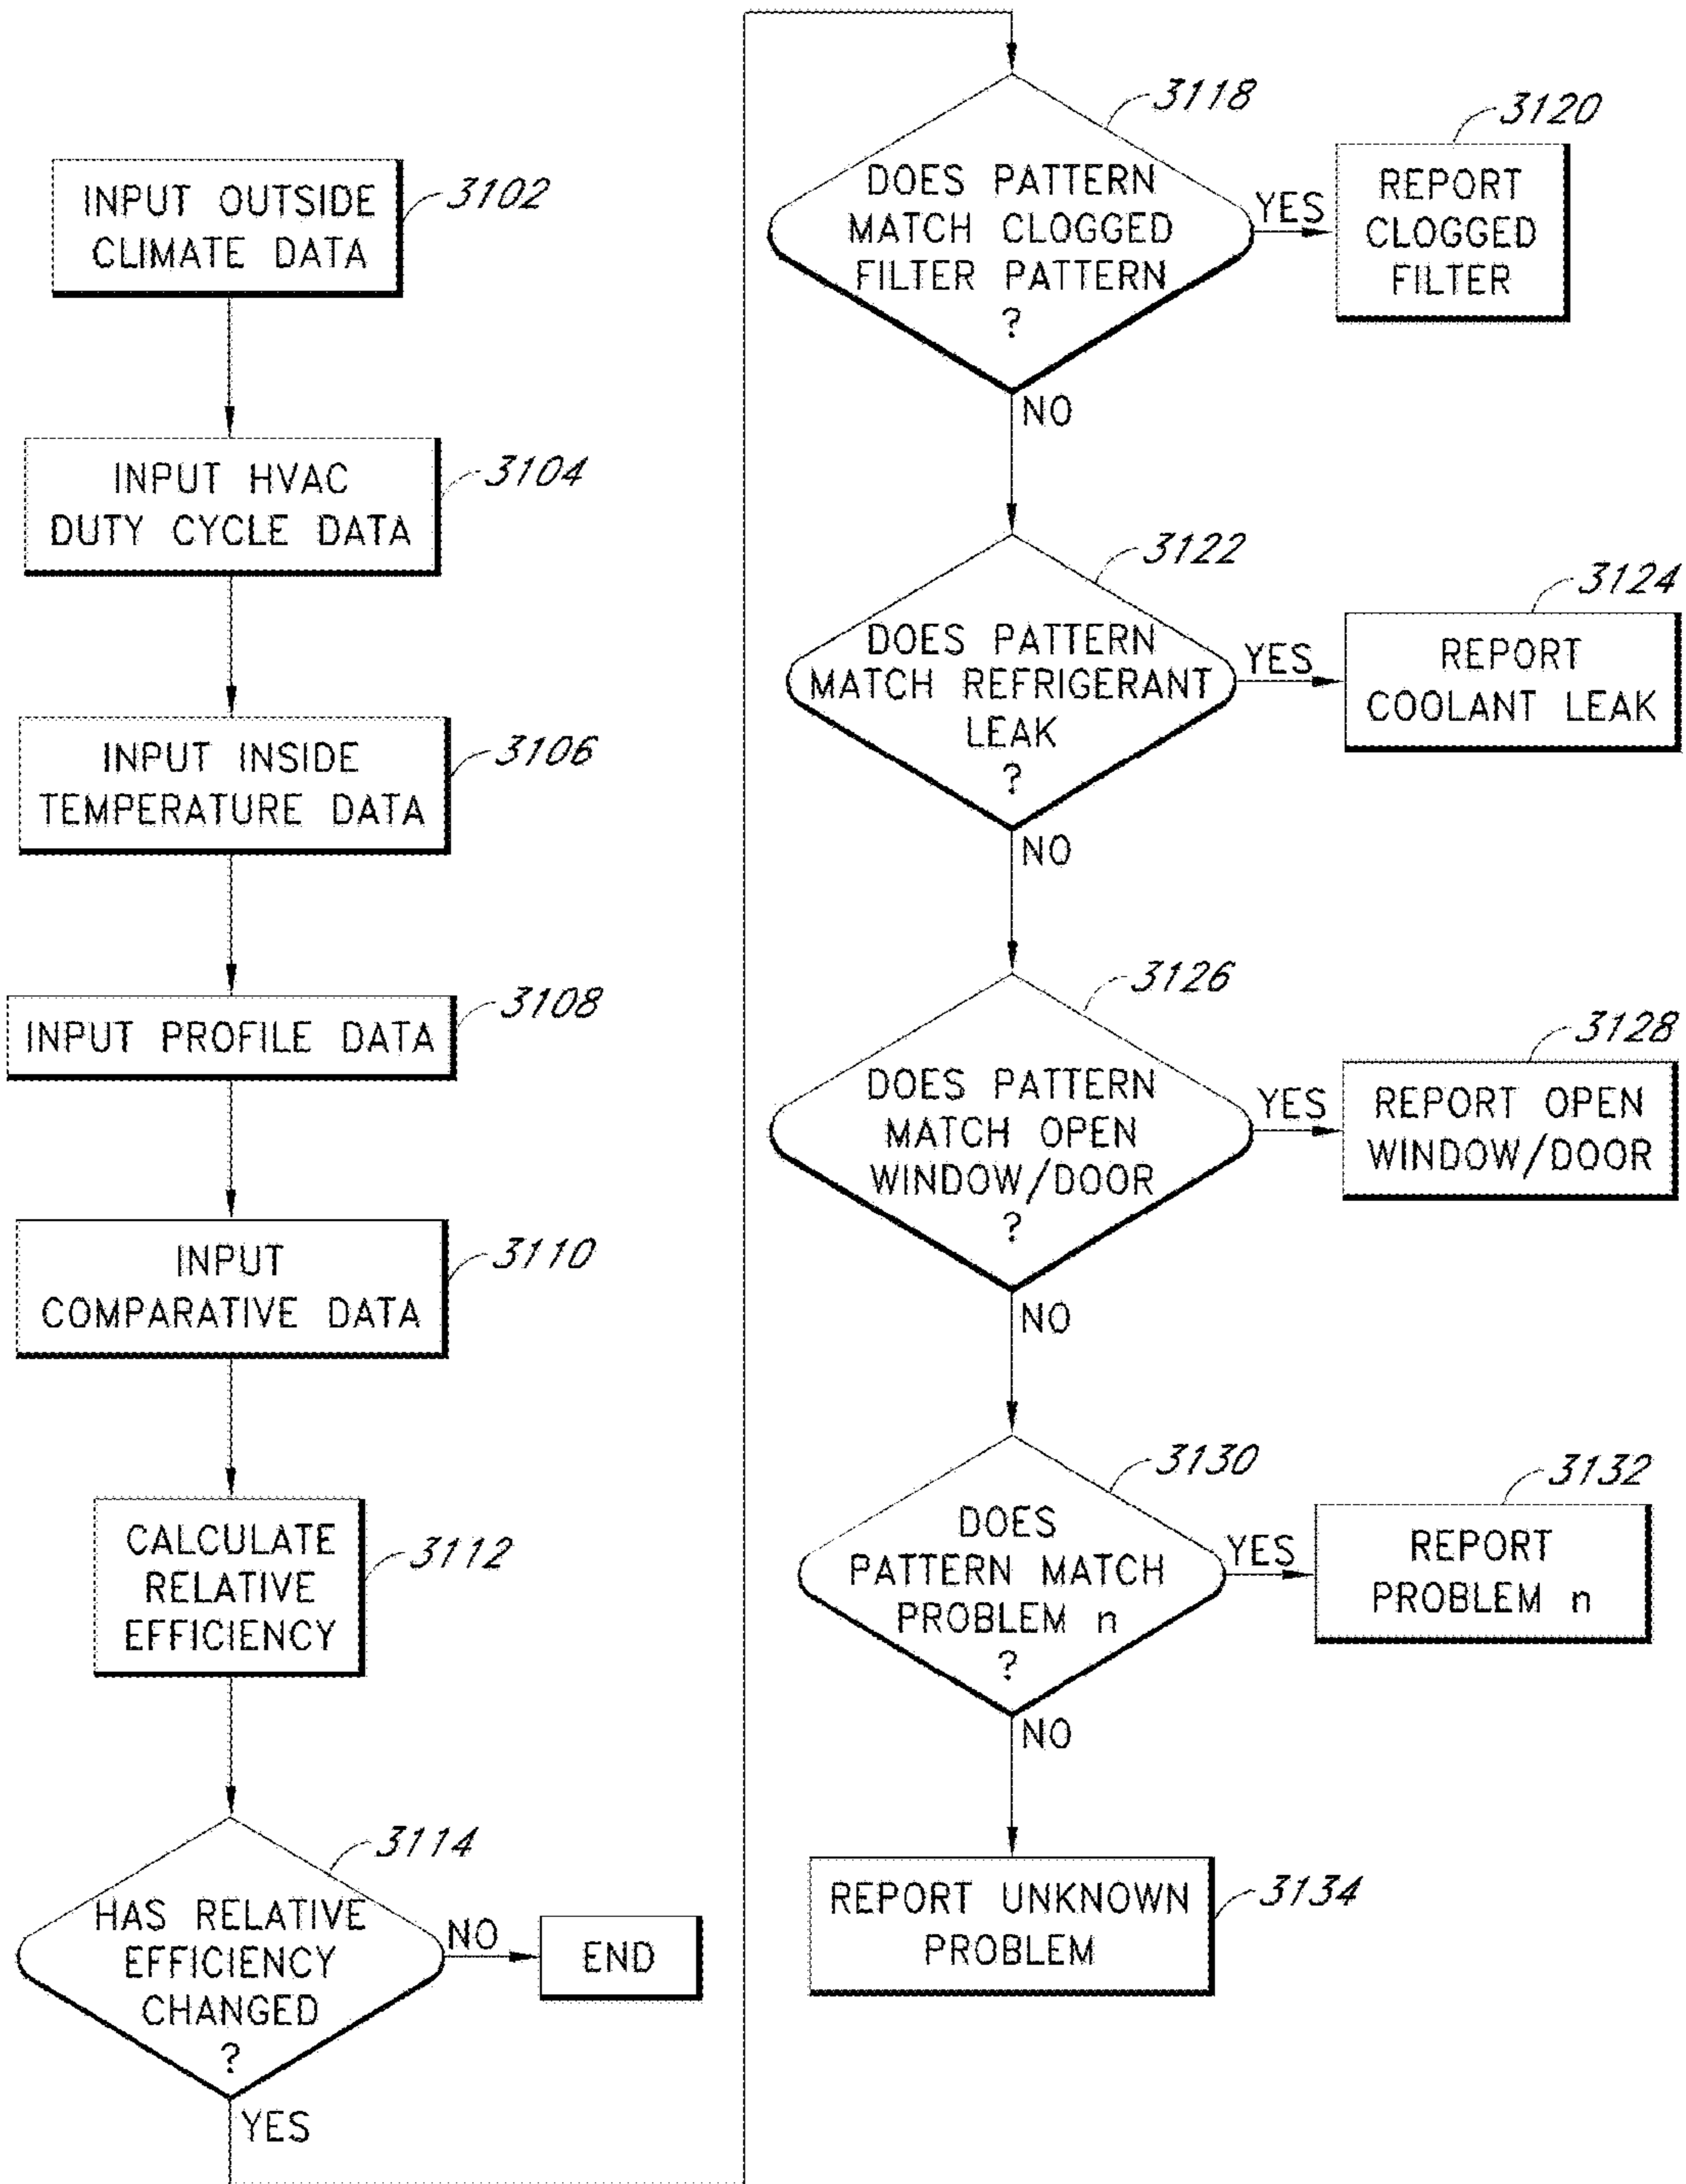 INPUT OUTSIDE
CLIMATE DATA
3102
INPUT HVAC
DUTY CYCLE DATA
3104
INPUT INSIDE
TEMPERATURE DATA
3106
INPUT PROFILE DATA
3108
INPUT
COMPARATIVE DATA
3110
CALCULATE
RELATIVE
EFFICIENCY
3112
3114
HAS RELATIVE
EFFICIENCY
CHANGED
?
NO
END
YES
3118
DOES PATTERN
MATCH CLOGGED
FILTER PATTERN
?
YES
3120
REPORT
CLOGGED
FILTER
NO
3122
DOES PATTERN
MATCH REFRIGERANT
LEAK
?
YES
3124
REPORT
COOLANT LEAK
NO
3126
DOES PATTERN
MATCH OPEN
WINDOW/DOOR
?
YES
3128
REPORT OPEN
WINDOW/DOOR
NO
3130
DOES
PATTERN MATCH
PROBLEM n
?
YES
3132
REPORT
PROBLEM n
NO
REPORT UNKNOWN
PROBLEM
3134